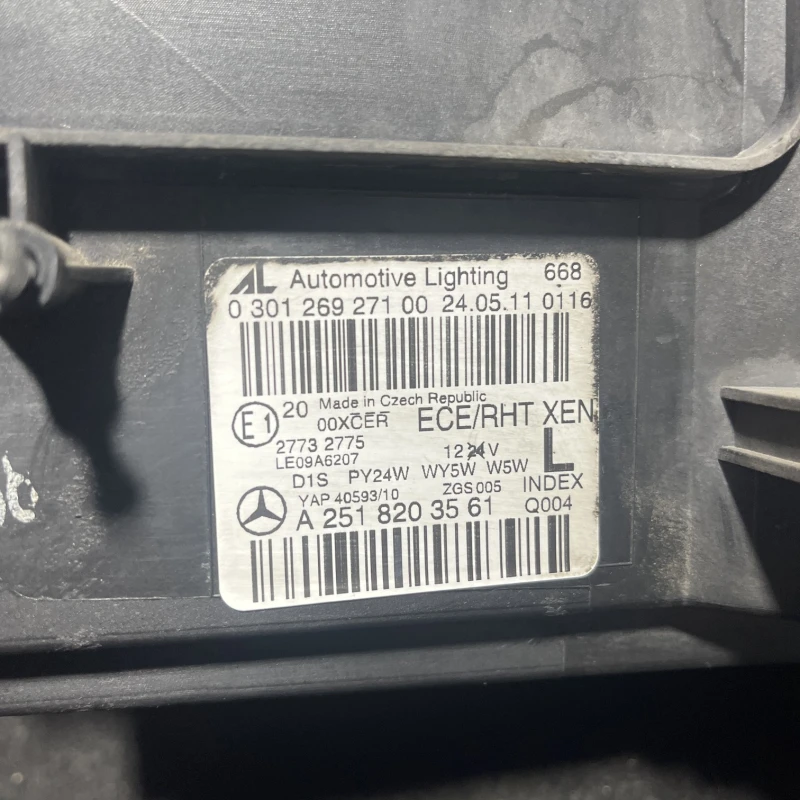 AL Automotive Lighting 668
0 301 269 271 00 24.05.11 0116
E1 20 Made in Czech Republic
00XCER ECE/RHT XEN
2773 2775 1224V L
LE09A6207
D1S PY24W WY5W W5W
YAP 40593/10 ZGS 005 INDEX
A 251 820 35 61 Q004